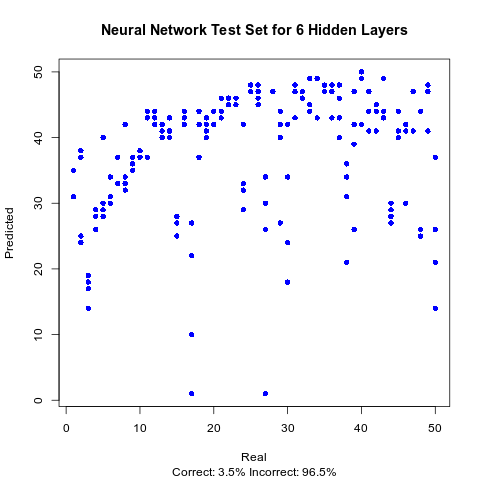 Neural Network Test Set for 6 Hidden Layers
50
40
30
20
10
0
Predicted
0 10 20 30 40 50
Real
Correct: 3.5% Incorrect: 96.5%